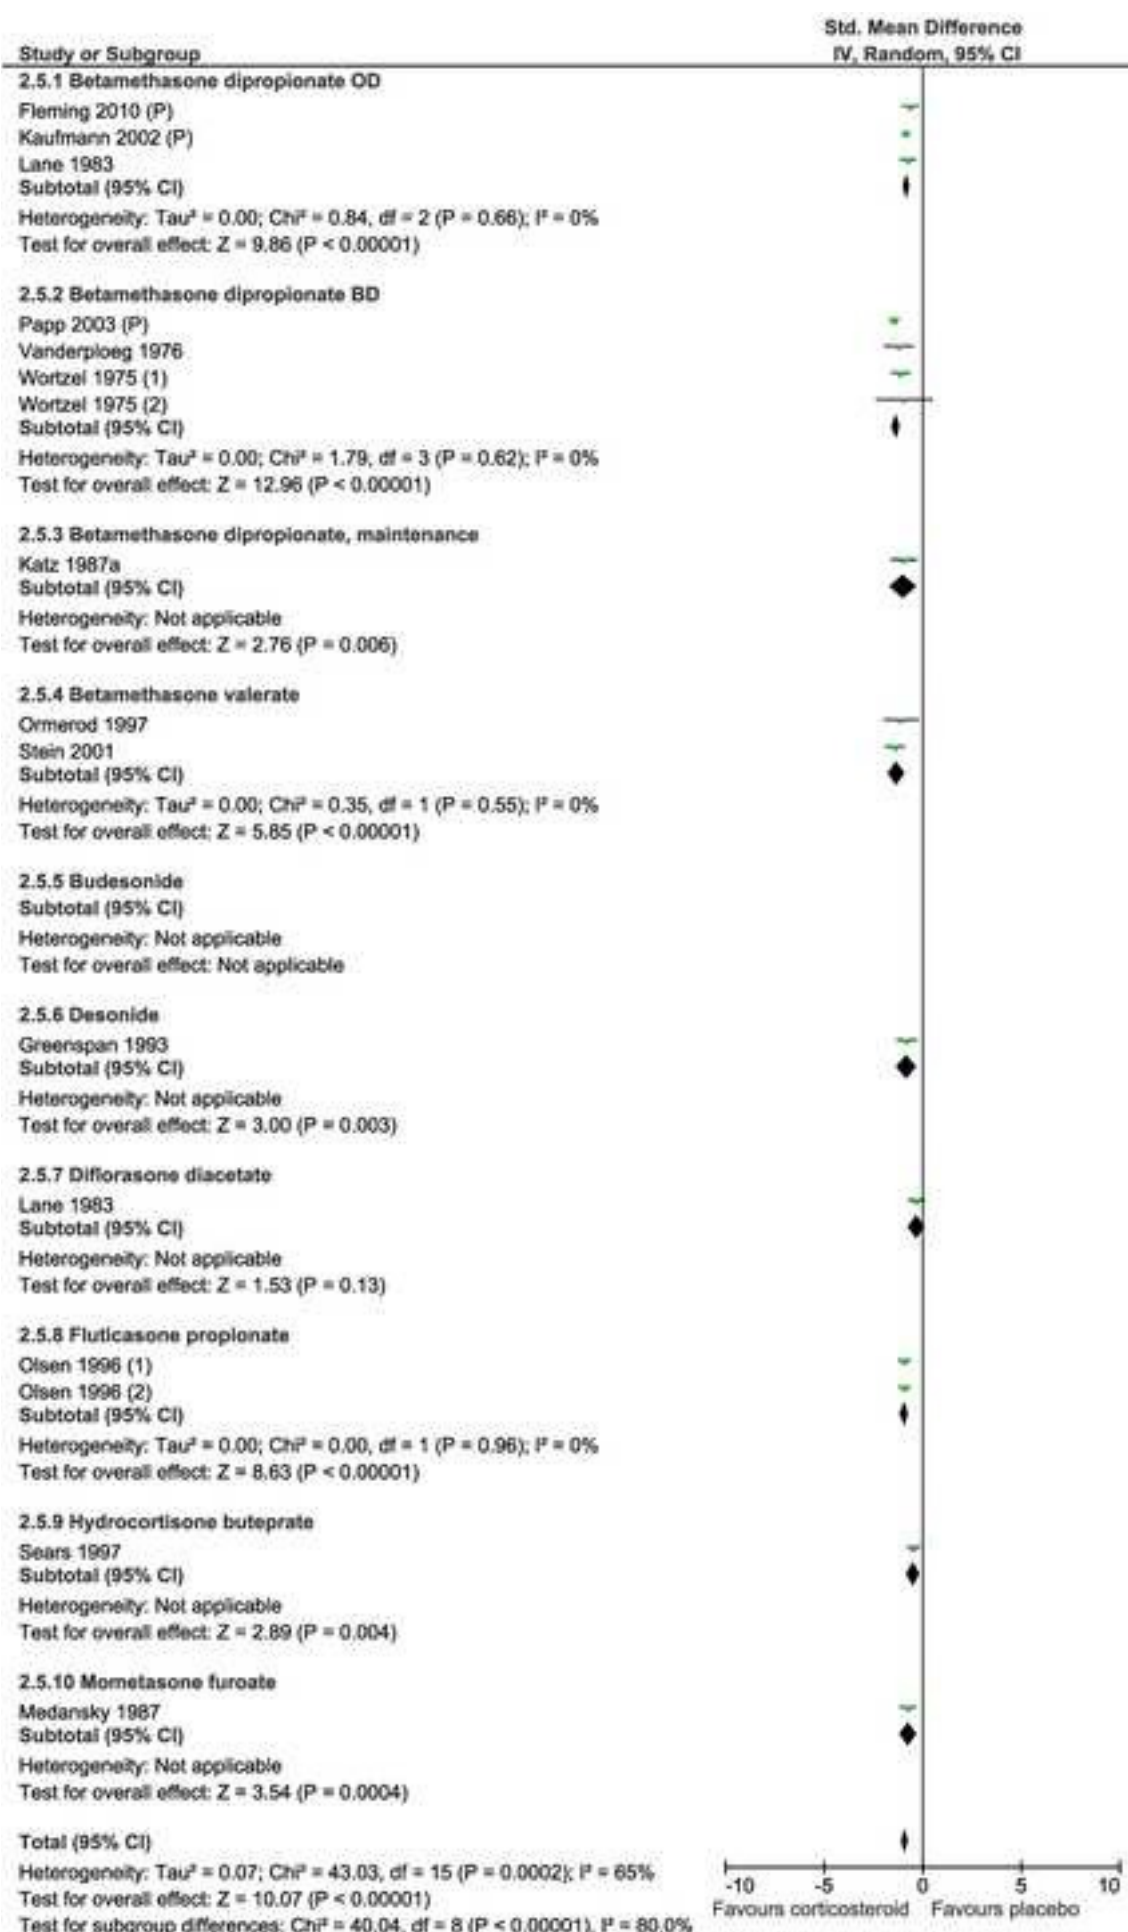 Std. Mean Difference
Study or Subgroup IV, Random, 95% CI
2.5.1 Betamethasone dipropionate OD
Fleming 2010 (P)
Kaufmann 2002 (P)
Lane 1983
Subtotal (95% CI)
Heterogeneity: Tau² = 0.00; Chi² = 0.84, df = 2 (P = 0.66); I² = 0%
Test for overall effect: Z = 9.86 (P < 0.00001)
2.5.2 Betamethasone dipropionate BD
Papp 2003 (P)
Vanderploeg 1976
Wortzel 1975 (1)
Wortzel 1975 (2)
Subtotal (95% CI)
Heterogeneity: Tau² = 0.00; Chi² = 1.79, df = 3 (P = 0.62); I² = 0%
Test for overall effect: Z = 12.96 (P < 0.00001)
2.5.3 Betamethasone dipropionate, maintenance
Katz 1987a
Subtotal (95% CI)
Heterogeneity: Not applicable
Test for overall effect: Z = 2.76 (P = 0.006)
2.5.4 Betamethasone valerate
Ormerod 1997
Stein 2001
Subtotal (95% CI)
Heterogeneity: Tau² = 0.00; Chi² = 0.35, df = 1 (P = 0.55); I² = 0%
Test for overall effect: Z = 5.85 (P < 0.00001)
2.5.5 Budesonide
Subtotal (95% CI)
Heterogeneity: Not applicable
Test for overall effect: Not applicable
2.5.6 Desonide
Greenspan 1993
Subtotal (95% CI)
Heterogeneity: Not applicable
Test for overall effect: Z = 3.00 (P = 0.003)
2.5.7 Diflorasone diacetate
Lane 1983
Subtotal (95% CI)
Heterogeneity: Not applicable
Test for overall effect: Z = 1.53 (P = 0.13)
2.5.8 Fluticasone propionate
Olsen 1996 (1)
Olsen 1996 (2)
Subtotal (95% CI)
Heterogeneity: Tau² = 0.00; Chi² = 0.00, df = 1 (P = 0.96); I² = 0%
Test for overall effect: Z = 8.63 (P < 0.00001)
2.5.9 Hydrocortisone buteprate
Sears 1997
Subtotal (95% CI)
Heterogeneity: Not applicable
Test for overall effect: Z = 2.89 (P = 0.004)
2.5.10 Mometasone furoate
Medansky 1987
Subtotal (95% CI)
Heterogeneity: Not applicable
Test for overall effect: Z = 3.54 (P = 0.0004)
Total (95% CI)
Heterogeneity: Tau² = 0.07; Chi² = 43.03, df = 15 (P = 0.0002); I² = 65%
-10 -5 0 5 10
Test for overall effect: Z = 10.07 (P < 0.00001)
Favours corticosteroid Favours placebo
Test for subgroup differences: Chi² = 40.04, df = 8 (P < 0.00001), I² = 80.0%